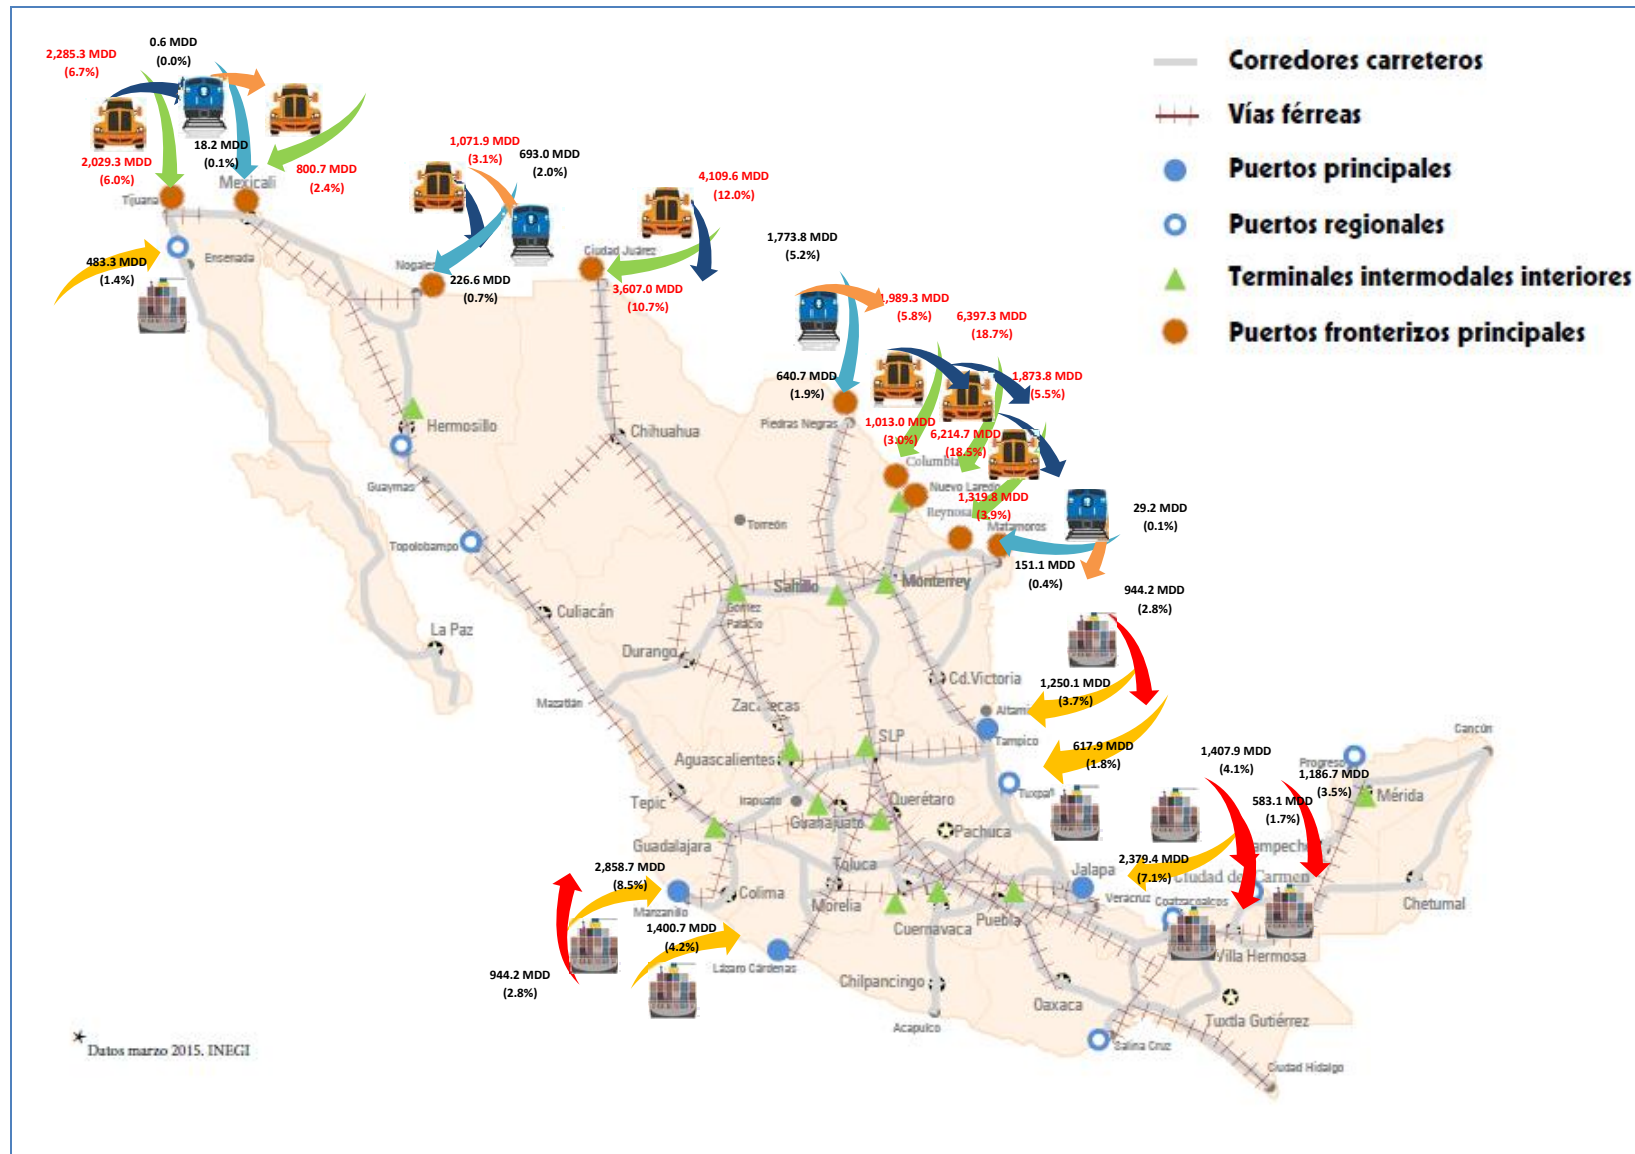 Corredores carreteros
Vías férreas
Puertos principales
Puertos regionales
Terminales intermodales interiores
Puertos fronterizos principales
2,285.3 MDD
(6.7%)
0.6 MDD
(0.0%)
18.2 MDD
(0.1%)
2,029.3 MDD
(6.0%)
800.7 MDD
(2.4%)
Tijuana
Mexicali
483.3 MDD
(1.4%)
Ensenada
1,071.9 MDD
(3.1%)
693.0 MDD
(2.0%)
Nogales
226.6 MDD
(0.7%)
4,109.6 MDD
(12.0%)
Ciudad Juárez
3,607.0 MDD
(10.7%)
1,773.8 MDD
(5.2%)
640.7 MDD
(1.9%)
Piedras Negras
1,989.3 MDD
(5.8%)
6,397.3 MDD
(18.7%)
1,873.8 MDD
(5.5%)
1,013.0 MDD
(3.0%)
6,214.7 MDD
(18.5%)
Nuevo Laredo
1,319.8 MDD
(3.9%)
Reynosa
Matamoros
29.2 MDD
(0.1%)
151.1 MDD
(0.4%)
Hermosillo
Chihuahua
Guaymas
Torreón
Topolobampo
Saltillo
Monterrey
Gómez
Palacio
Culiacán
La Paz
Durango
Cd.Victoria
944.2 MDD
(2.8%)
1,250.1 MDD
(3.7%)
Mazatlán
Zacatecas
Tampico
617.9 MDD
(1.8%)
SLP
Aguascalientes
Tepic
Irapuato
Guanajuato
Querétaro
Pachuca
Guadalajara
1,407.9 MDD
(4.1%)
Cancún
Progreso
1,186.7 MDD
(3.5%)
Mérida
583.1 MDD
(1.7%)
2,379.4 MDD
(7.1%)
Ciudad del Carmen
Jalapa
Veracruz
Coatzacoalcos
Chetumal
2,858.7 MDD
(8.5%)
Manzanillo
Colima
Toluca
Morelia
Cuernavaca
Puebla
1,400.7 MDD
(4.2%)
944.2 MDD
(2.8%)
Lázaro Cárdenas
Chilpancingo
Acapulco
Oaxaca
Villa Hermosa
Tuxtla Gutiérrez
Salina Cruz
Ciudad Hidalgo
* Datos marzo 2015. INEGI